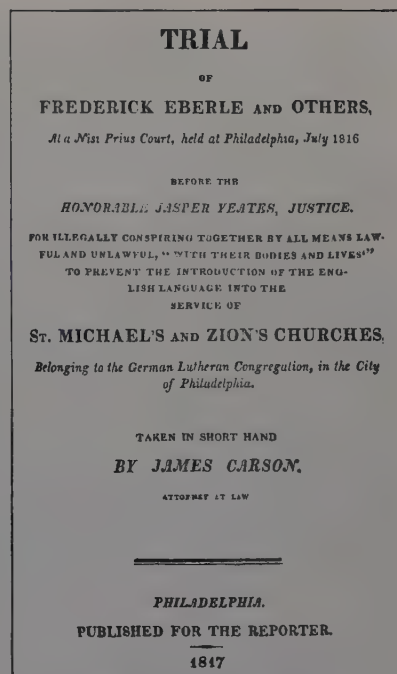 TRIAL
OF
FREDERICK EBERLE AND OTHERS,
At a Nisi Prius Court, held at Philadelphia, July 1816
BEFORE THE
HONORABLE JASPER YEATES, JUSTICE.
FOR ILLEGALLY CONSPIRING TOGETHER BY ALL MEANS LAW-
FUL AND UNLAWFUL, "WITH THEIR BODIES AND LIVES"
TO PREVENT THE INTRODUCTION OF THE ENG-
LISH LANGUAGE INTO THE
SERVICE OF
ST. MICHAEL'S AND ZION'S CHURCHES,
Belonging to the German Lutheran Congregation, in the City
of Philadelphia.
TAKEN IN SHORT HAND
BY JAMES CARSON.
ATTORNEY AT LAW
PHILADELPHIA.
PUBLISHED FOR THE REPORTER.
1817